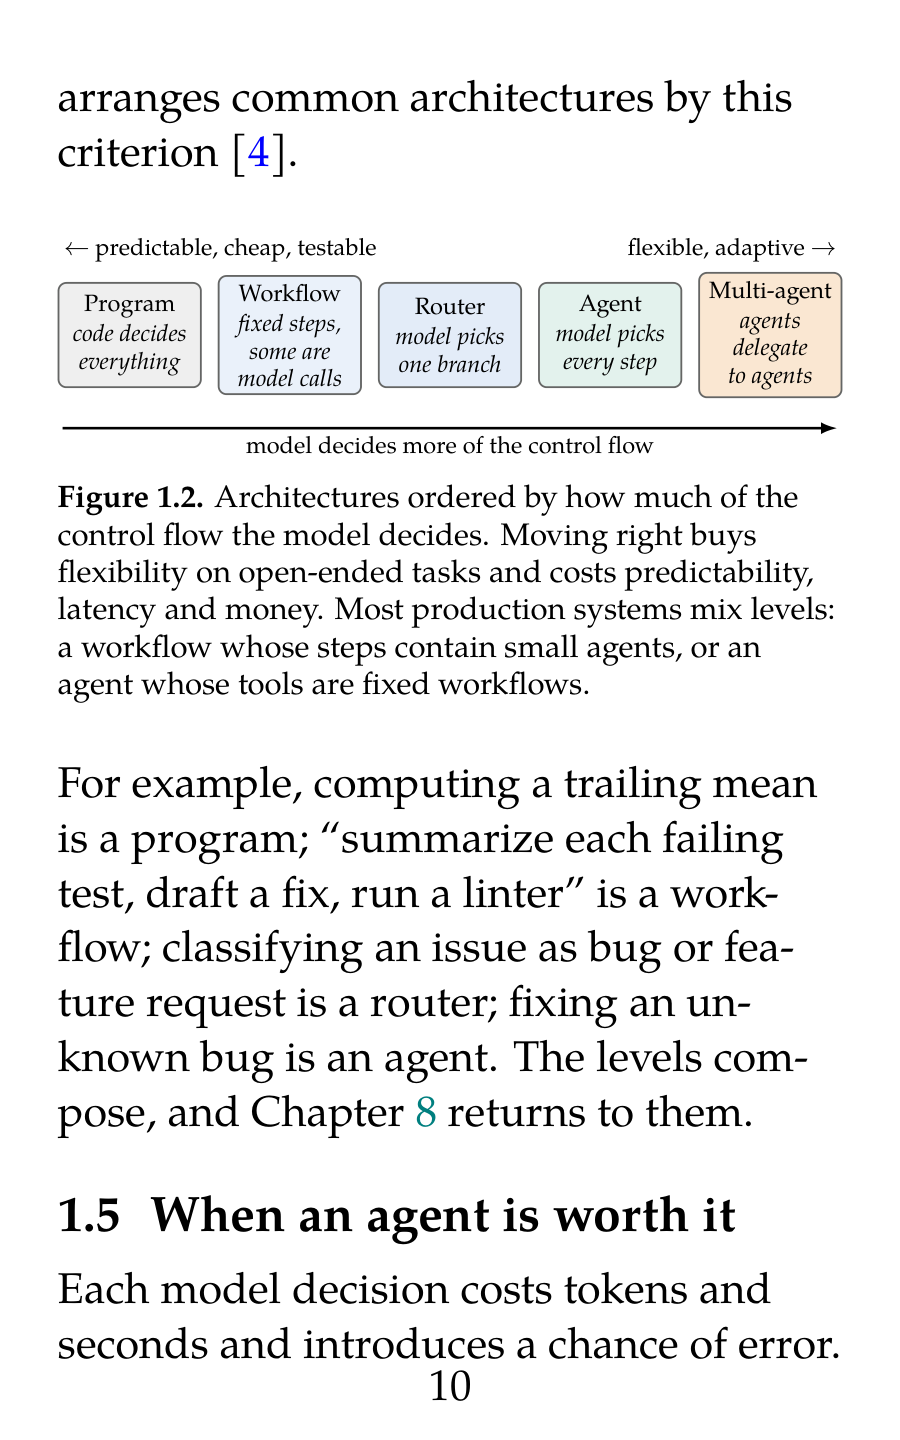 arranges common architectures by this
criterion [4].
← predictable, cheap, testable
flexible, adaptive →
Program
code decides
everything
Workflow
fixed steps,
some are
model calls
Router
model picks
one branch
Agent
model picks
every step
Multi-agent
agents
delegate
to agents
model decides more of the control flow
Figure 1.2. Architectures ordered by how much of the
control flow the model decides. Moving right buys
flexibility on open-ended tasks and costs predictability,
latency and money. Most production systems mix levels:
a workflow whose steps contain small agents, or an
agent whose tools are fixed workflows.
For example, computing a trailing mean
is a program; “summarize each failing
test, draft a fix, run a linter” is a work-
flow; classifying an issue as bug or fea-
ture request is a router; fixing an un-
known bug is an agent. The levels com-
pose, and Chapter 8 returns to them.
1.5 When an agent is worth it
Each model decision costs tokens and
seconds and introduces a chance of error.
10